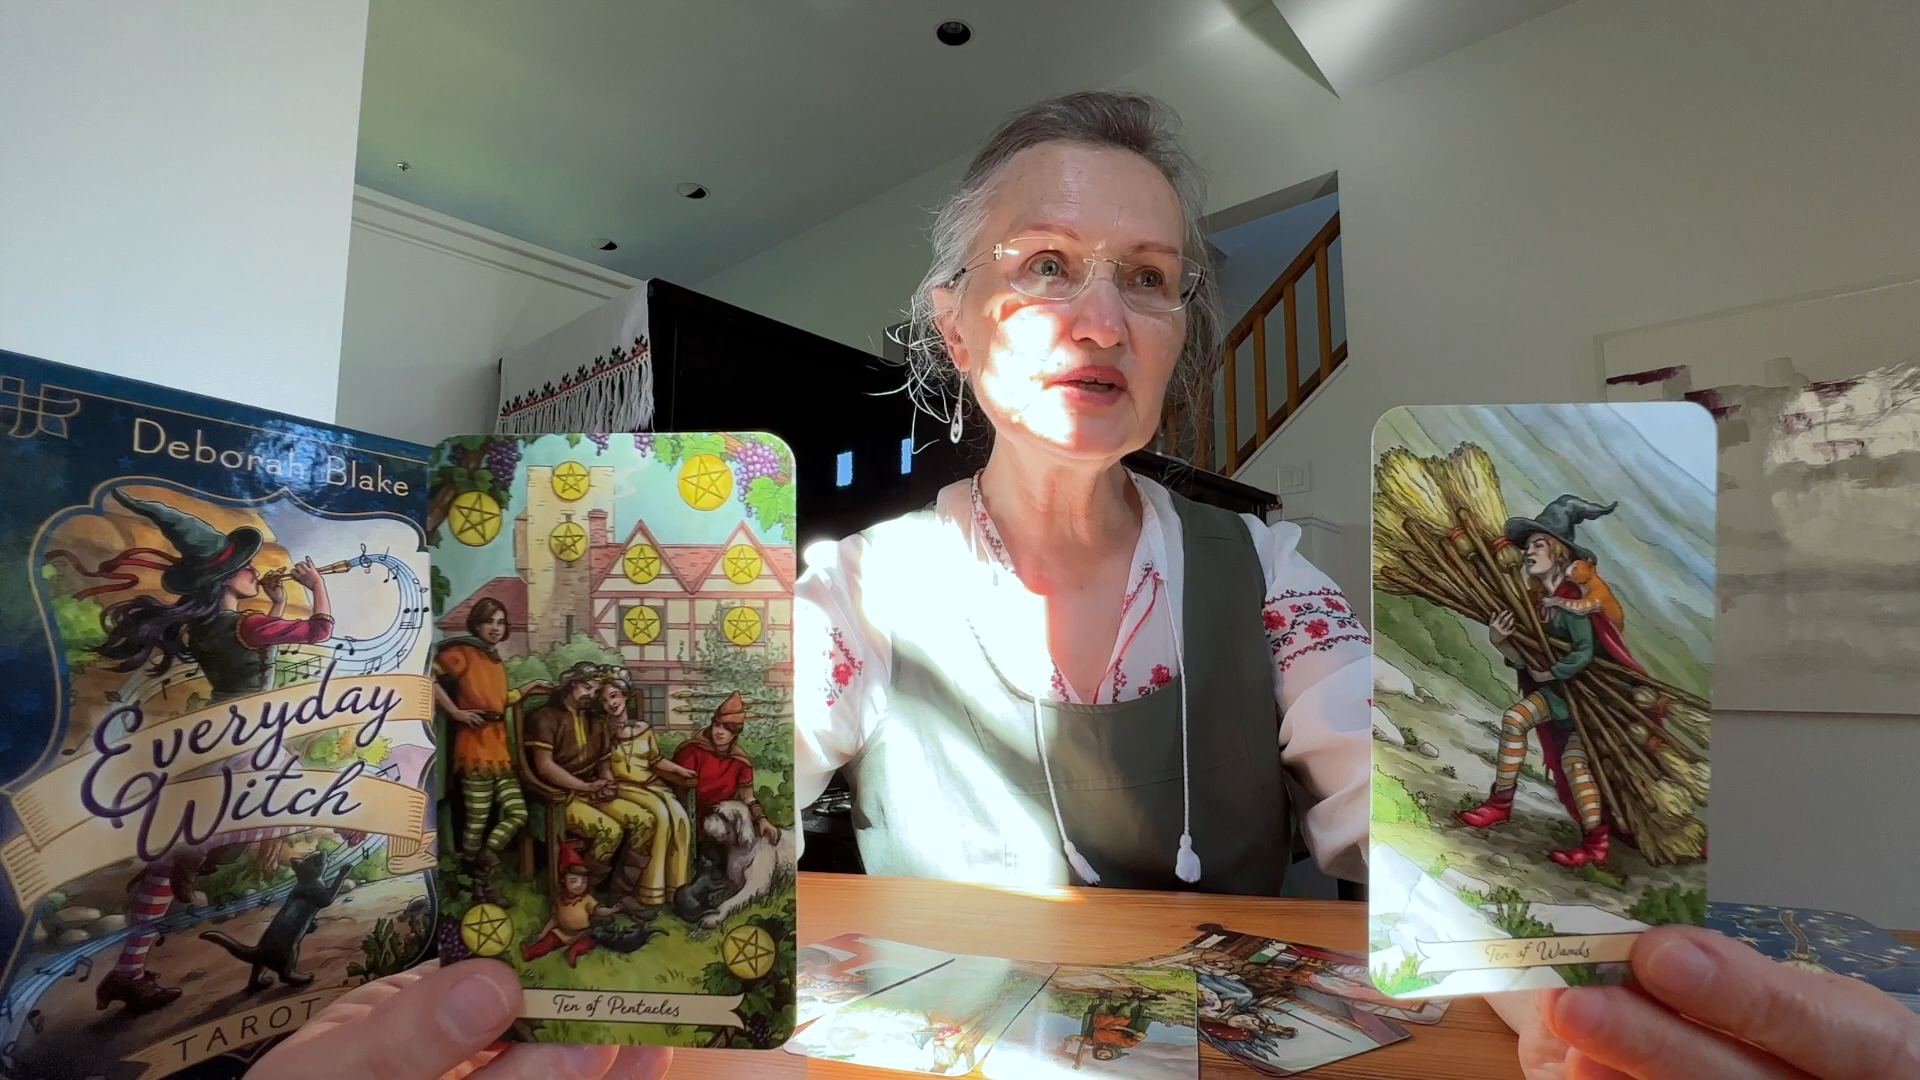 Deborah Blake
Everyday
Witch
TAROT
Ten of Pentacles
Ten of Wands